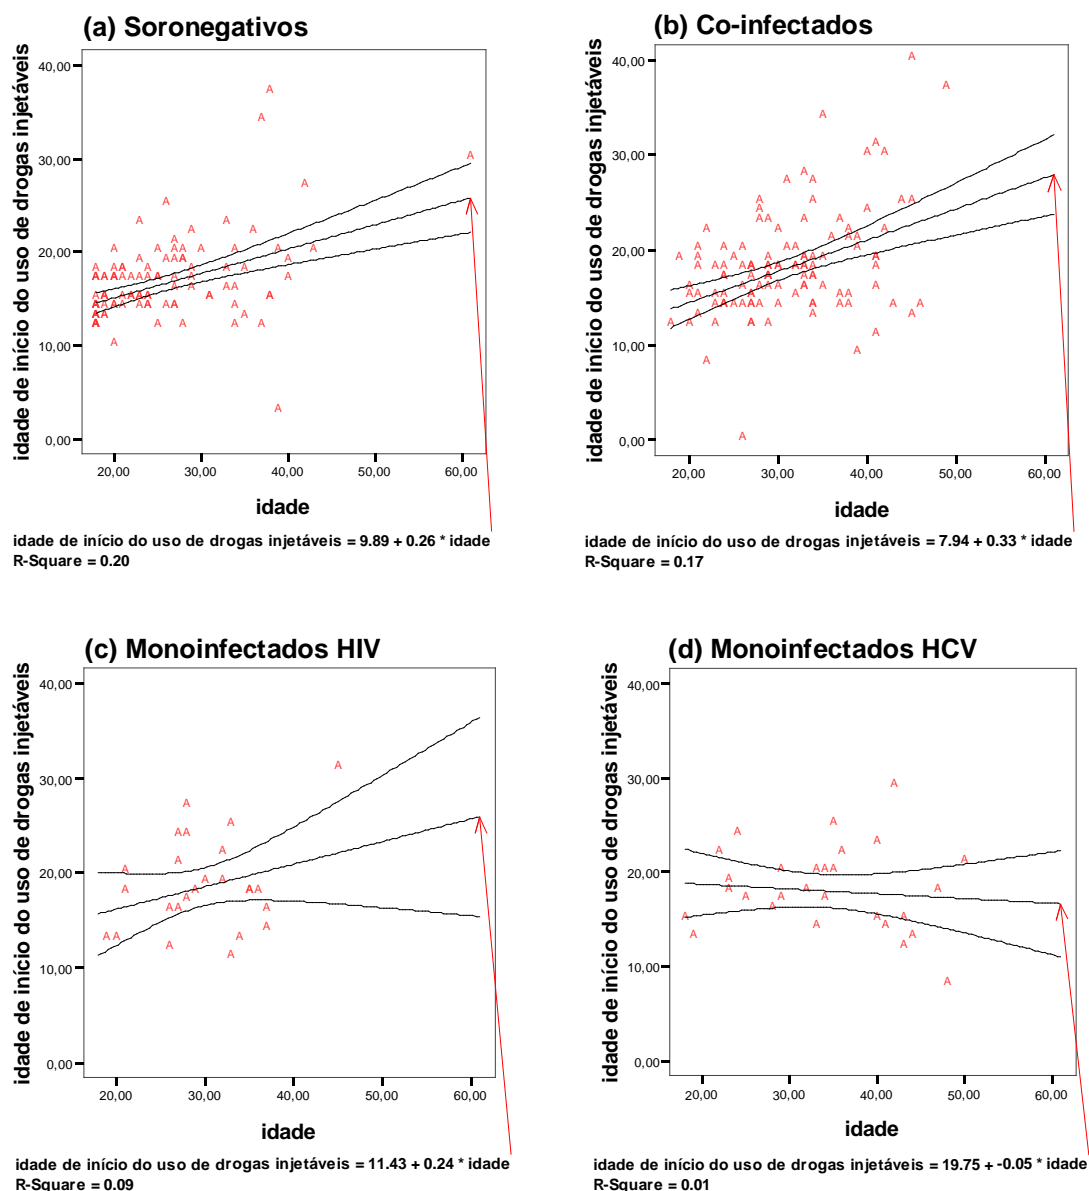 (a) Soronegativos
idade de início do uso de drogas injetáveis
40,00
30,00
20,00
10,00
0,00
20,00 30,00 40,00 50,00 60,00
idade
idade de início do uso de drogas injetáveis = 9.89 + 0.26 * idade
R-Square = 0.20
(b) Co-infectados
idade de início do uso de drogas injetáveis
40,00
30,00
20,00
10,00
0,00
20,00 30,00 40,00 50,00 60,00
idade
idade de início do uso de drogas injetáveis = 7.94 + 0.33 * idade
R-Square = 0.17
(c) Monoinfectados HIV
idade de início do uso de drogas injetáveis
40,00
30,00
20,00
10,00
0,00
20,00 30,00 40,00 50,00 60,00
idade
idade de início do uso de drogas injetáveis = 11.43 + 0.24 * idade
R-Square = 0.09
(d) Monoinfectados HCV
idade de início do uso de drogas injetáveis
40,00
30,00
20,00
10,00
0,00
20,00 30,00 40,00 50,00 60,00
idade
idade de início do uso de drogas injetáveis = 19.75 + -0.05 * idade
R-Square = 0.01